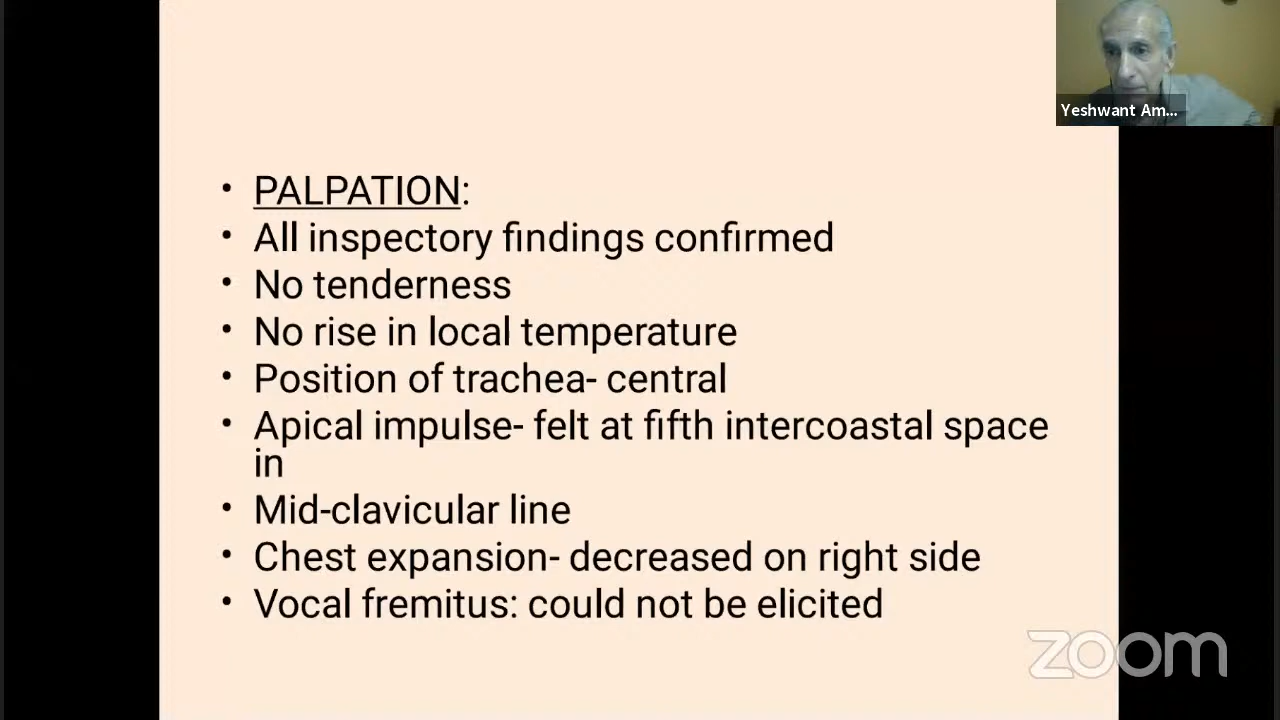 Yeshwant Am...
• PALPATION:
• All inspectory findings confirmed
• No tenderness
• No rise in local temperature
• Position of trachea- central
• Apical impulse- felt at fifth intercoastal space
in
• Mid-clavicular line
• Chest expansion- decreased on right side
• Vocal fremitus: could not be elicited
zoom